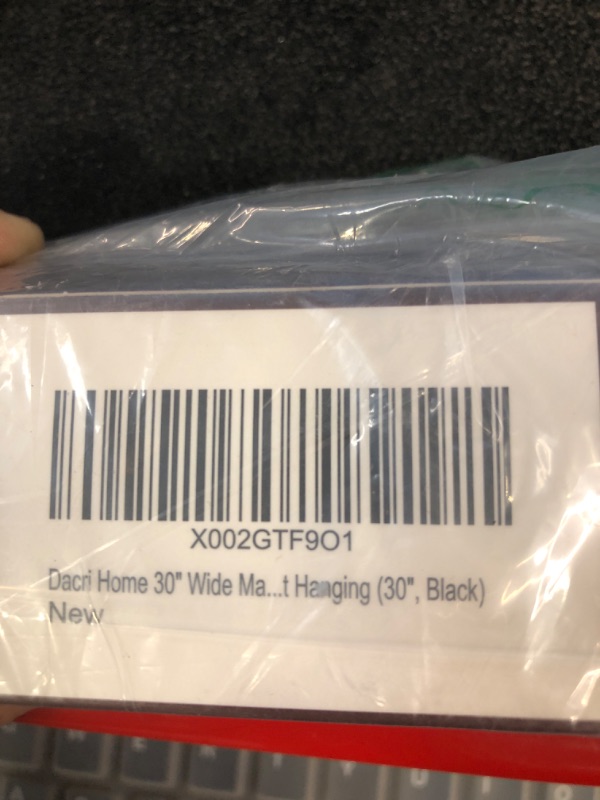 X002GTF9O1
Dacri Home 30" Wide Ma...t Hanging (30", Black)
New